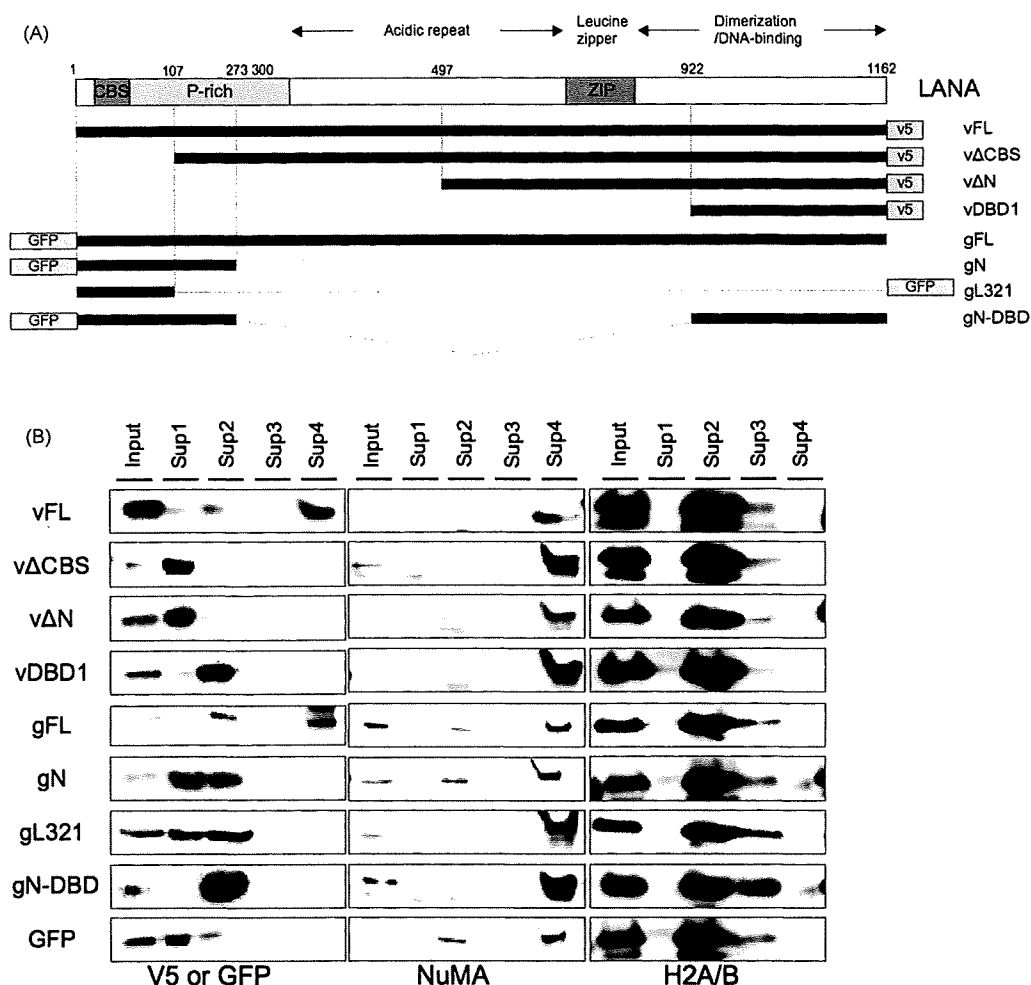 (A)
Acidic repeat
Leucine zipper
Dimerization /DNA-binding
1 107 273 300 497 922 1162
CBS P-rich ZIP LANA
v5 vFL
v5 vΔCBS
v5 vΔN
v5 vDBD1
GFP gFL
GFP gN
GFP gL321
GFP gN-DBD
(B)
Input Sup1 Sup2 Sup3 Sup4 Input Sup1 Sup2 Sup3 Sup4 Input Sup1 Sup2 Sup3 Sup4
vFL
vΔCBS
vΔN
vDBD1
gFL
gN
gL321
gN-DBD
GFP
V5 or GFP NuMA H2A/B